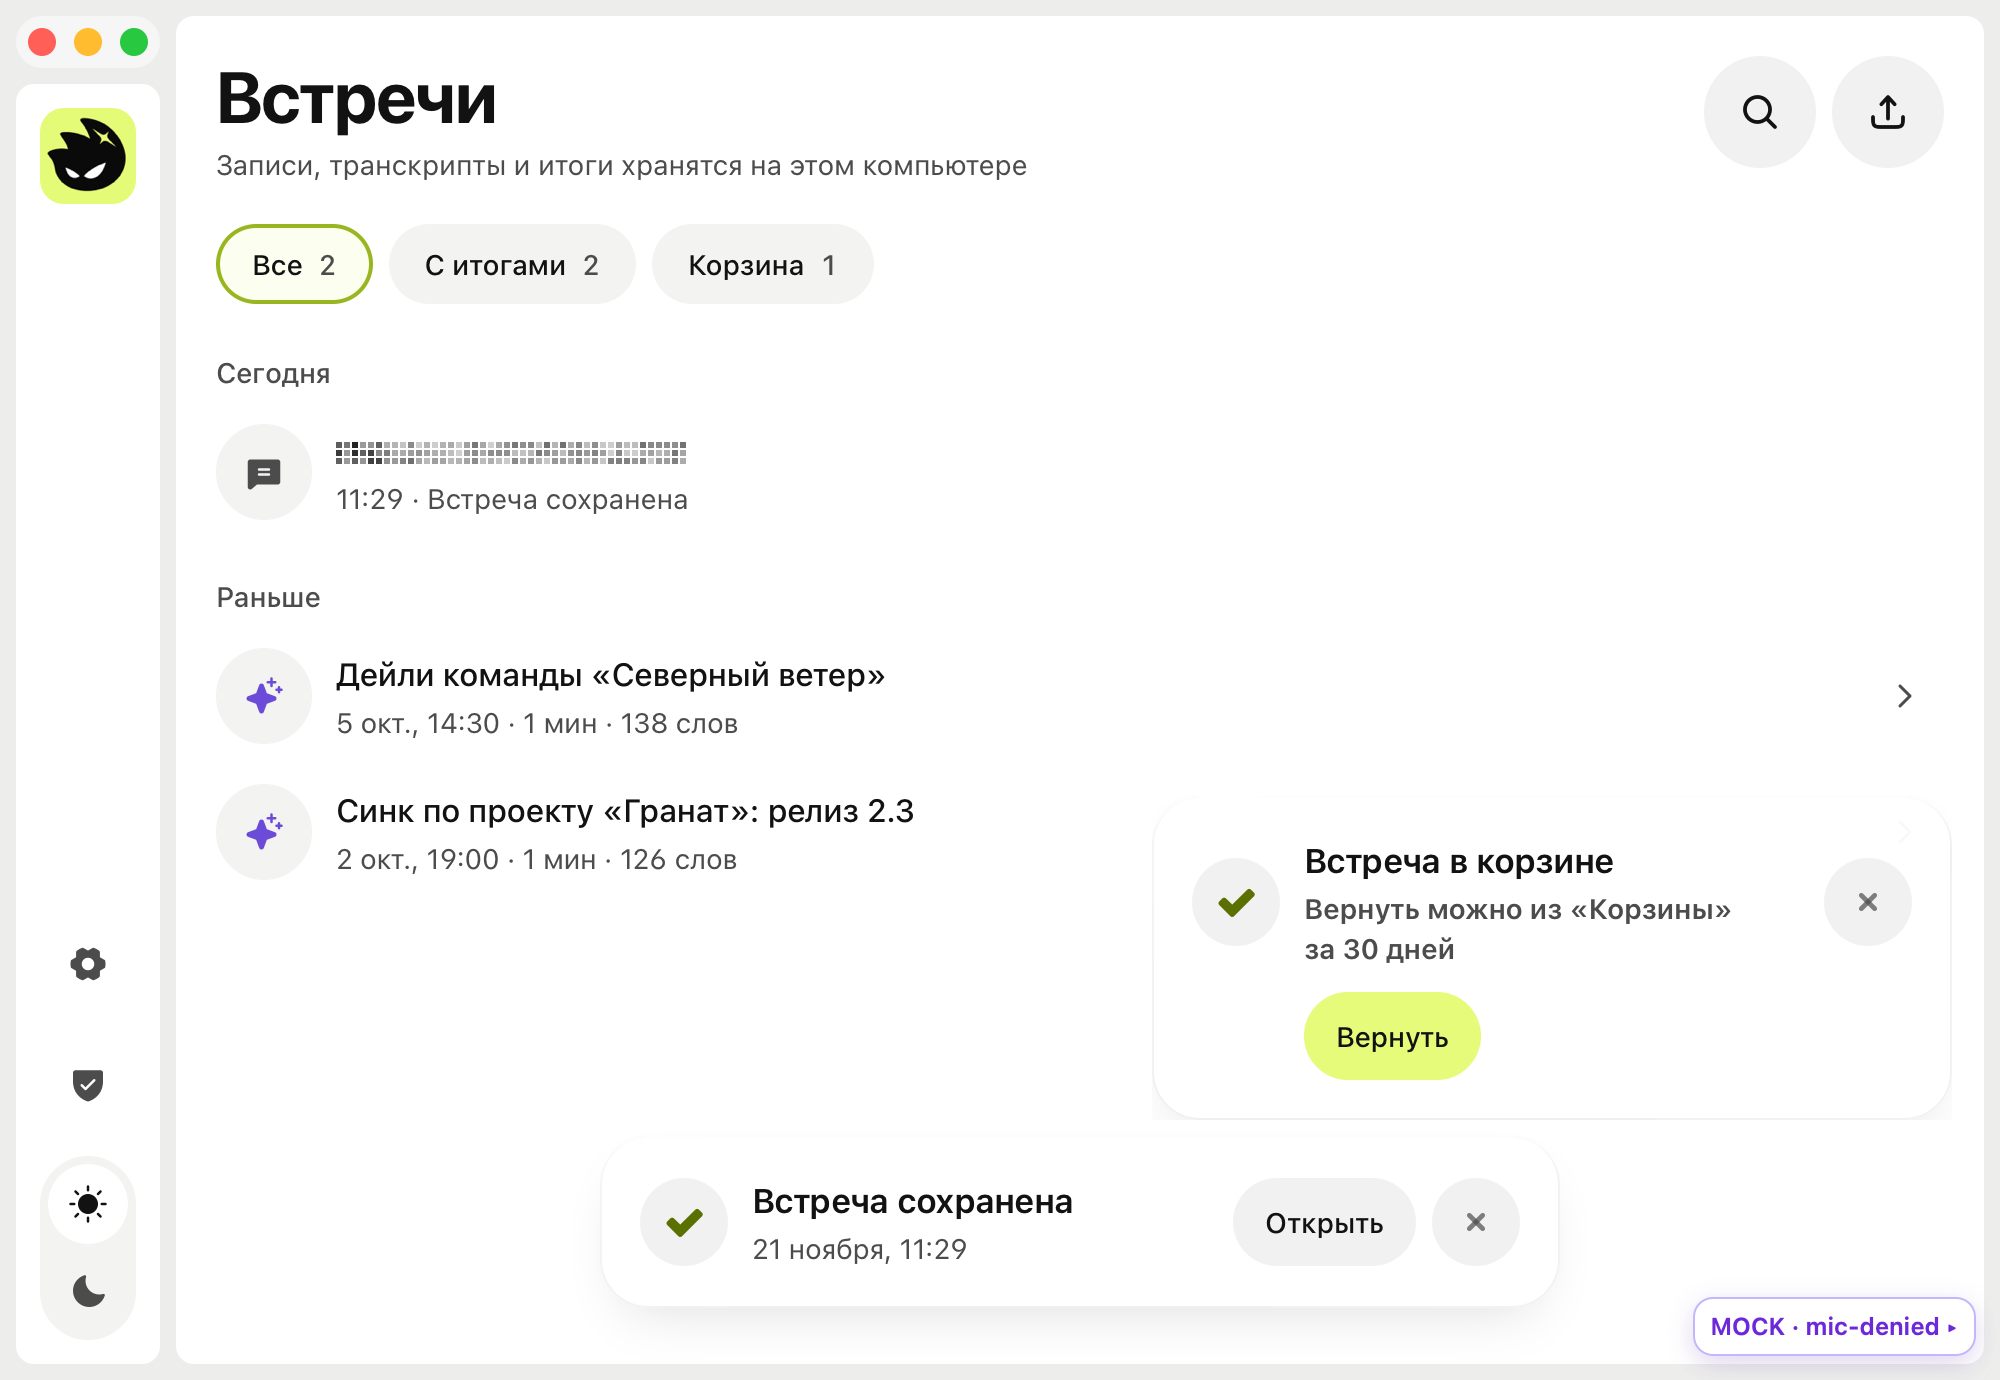 Встречи
Записи, транскрипты и итоги хранятся на этом компьютере
Все 2
С итогами 2
Корзина 1
Сегодня
11:29 · Встреча сохранена
Раньше
Дейли команды «Северный ветер»
5 окт., 14:30 · 1 мин · 138 слов
Синк по проекту «Гранат»: релиз 2.3
2 окт., 19:00 · 1 мин · 126 слов
Встреча в корзине
Вернуть можно из «Корзины»
за 30 дней
Вернуть
Встреча сохранена
21 ноября, 11:29
Открыть
МОСК · mic-denied ▸